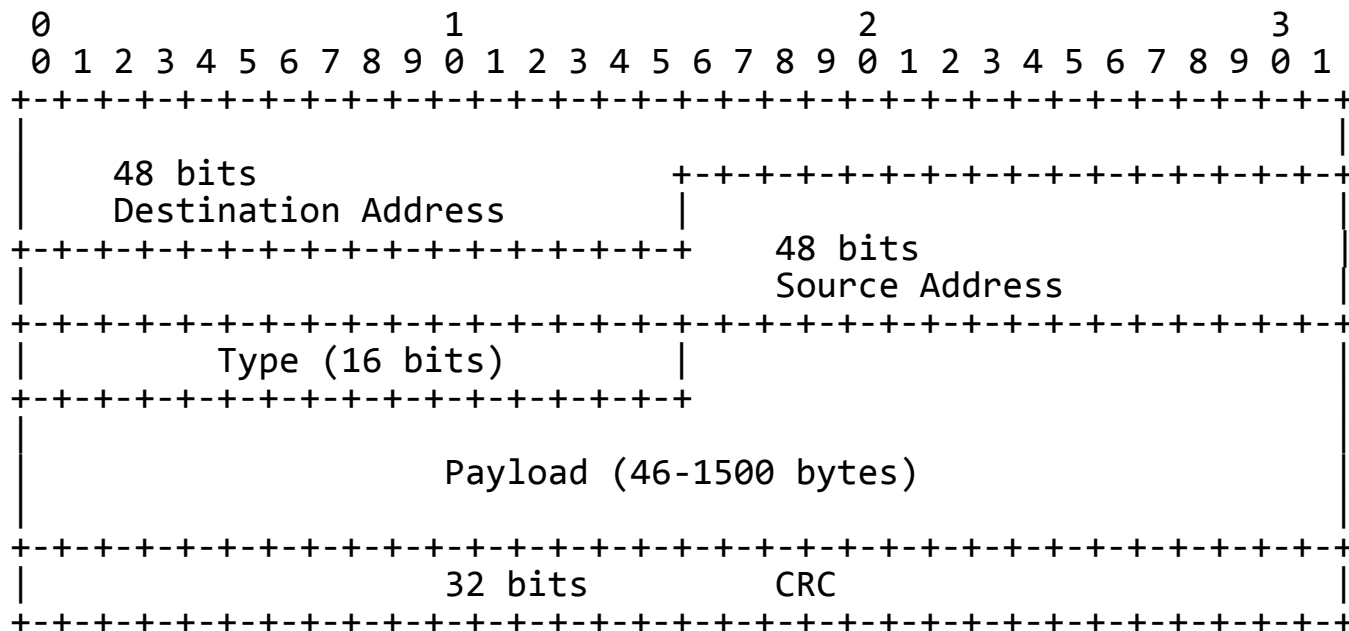 0                   1                   2                   3
0 1 2 3 4 5 6 7 8 9 0 1 2 3 4 5 6 7 8 9 0 1 2 3 4 5 6 7 8 9 0 1
+-+-+-+-+-+-+-+-+-+-+-+-+-+-+-+-+-+-+-+-+-+-+-+-+-+-+-+-+-+-+-+-+
|                                                               |
|    48 bits                    +-+-+-+-+-+-+-+-+-+-+-+-+-+-+-+-+
|    Destination Address        |                               |
+-+-+-+-+-+-+-+-+-+-+-+-+-+-+-+-+    48 bits                    |
|                                    Source Address             |
+-+-+-+-+-+-+-+-+-+-+-+-+-+-+-+-+-+-+-+-+-+-+-+-+-+-+-+-+-+-+-+-+
|         Type (16 bits)        |                               |
+-+-+-+-+-+-+-+-+-+-+-+-+-+-+-+-+                               |
|                                                               |
|                    Payload (46-1500 bytes)                    |
|                                                               |
+-+-+-+-+-+-+-+-+-+-+-+-+-+-+-+-+-+-+-+-+-+-+-+-+-+-+-+-+-+-+-+-+
|                    32 bits         CRC                        |
+-+-+-+-+-+-+-+-+-+-+-+-+-+-+-+-+-+-+-+-+-+-+-+-+-+-+-+-+-+-+-+-+